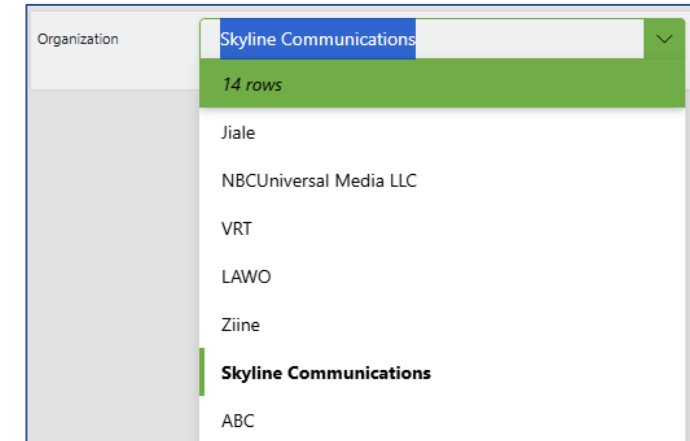 Organization
Skyline Communications
14 rows
Jiale
NBCUniversal Media LLC
VRT
LAWO
Ziine
Skyline Communications
ABC